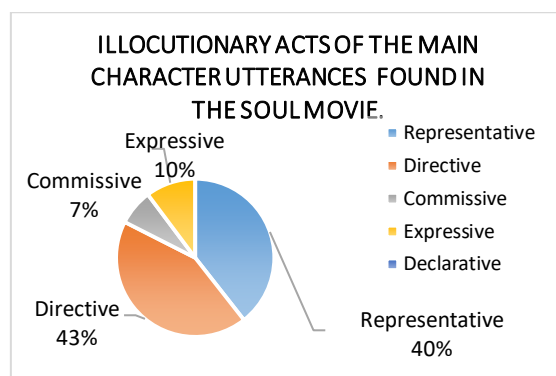 ILLOCUTIONARY ACTS OF THE MAIN
CHARACTER UTTERANCES FOUND IN
THE SOUL MOVIE.
Expressive
10%
Commissive
7%
Directive
43%
Representative
40%
Representative
Directive
Commissive
Expressive
Declarative